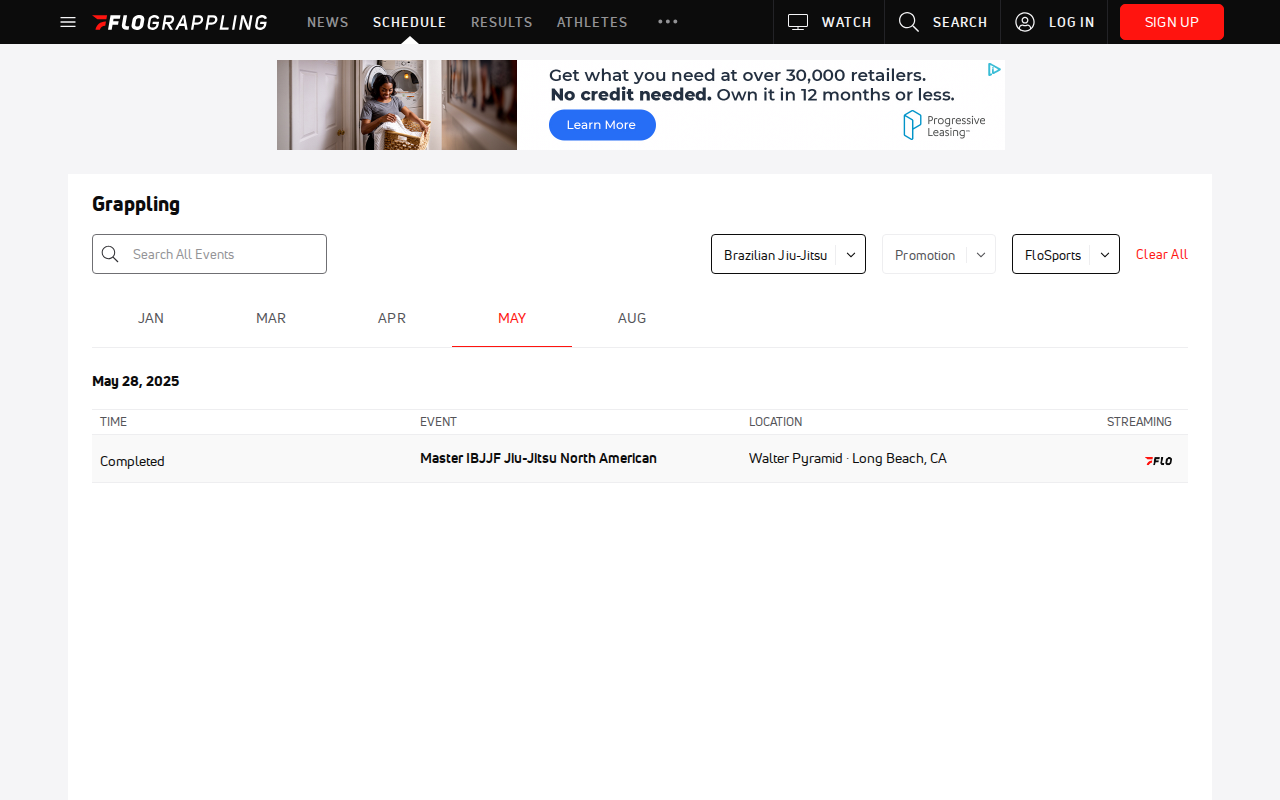 FLOGRAPPLING NEWS SCHEDULE RESULTS ATHLETES ••• WATCH SEARCH LOG IN SIGN UP
Get what you need at over 30,000 retailers.
No credit needed. Own it in 12 months or less.
Learn More
Progressive
Leasing
Grappling
Search All Events Brazilian Jiu-Jitsu Promotion FloSports Clear All
JAN MAR APR MAY AUG
May 28, 2025
TIME EVENT LOCATION STREAMING
Completed Master IBJJF Jiu-Jitsu North American Walter Pyramid · Long Beach, CA FLO